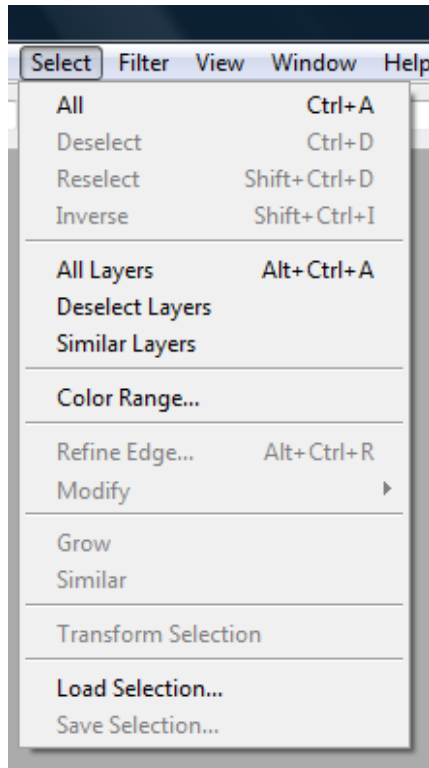 Select Filter View Window Help
All Ctrl+A
Deselect Ctrl+D
Reselect Shift+Ctrl+D
Inverse Shift+Ctrl+I
All Layers Alt+Ctrl+A
Deselect Layers
Similar Layers
Color Range...
Refine Edge... Alt+Ctrl+R
Modify
Grow
Similar
Transform Selection
Load Selection...
Save Selection...